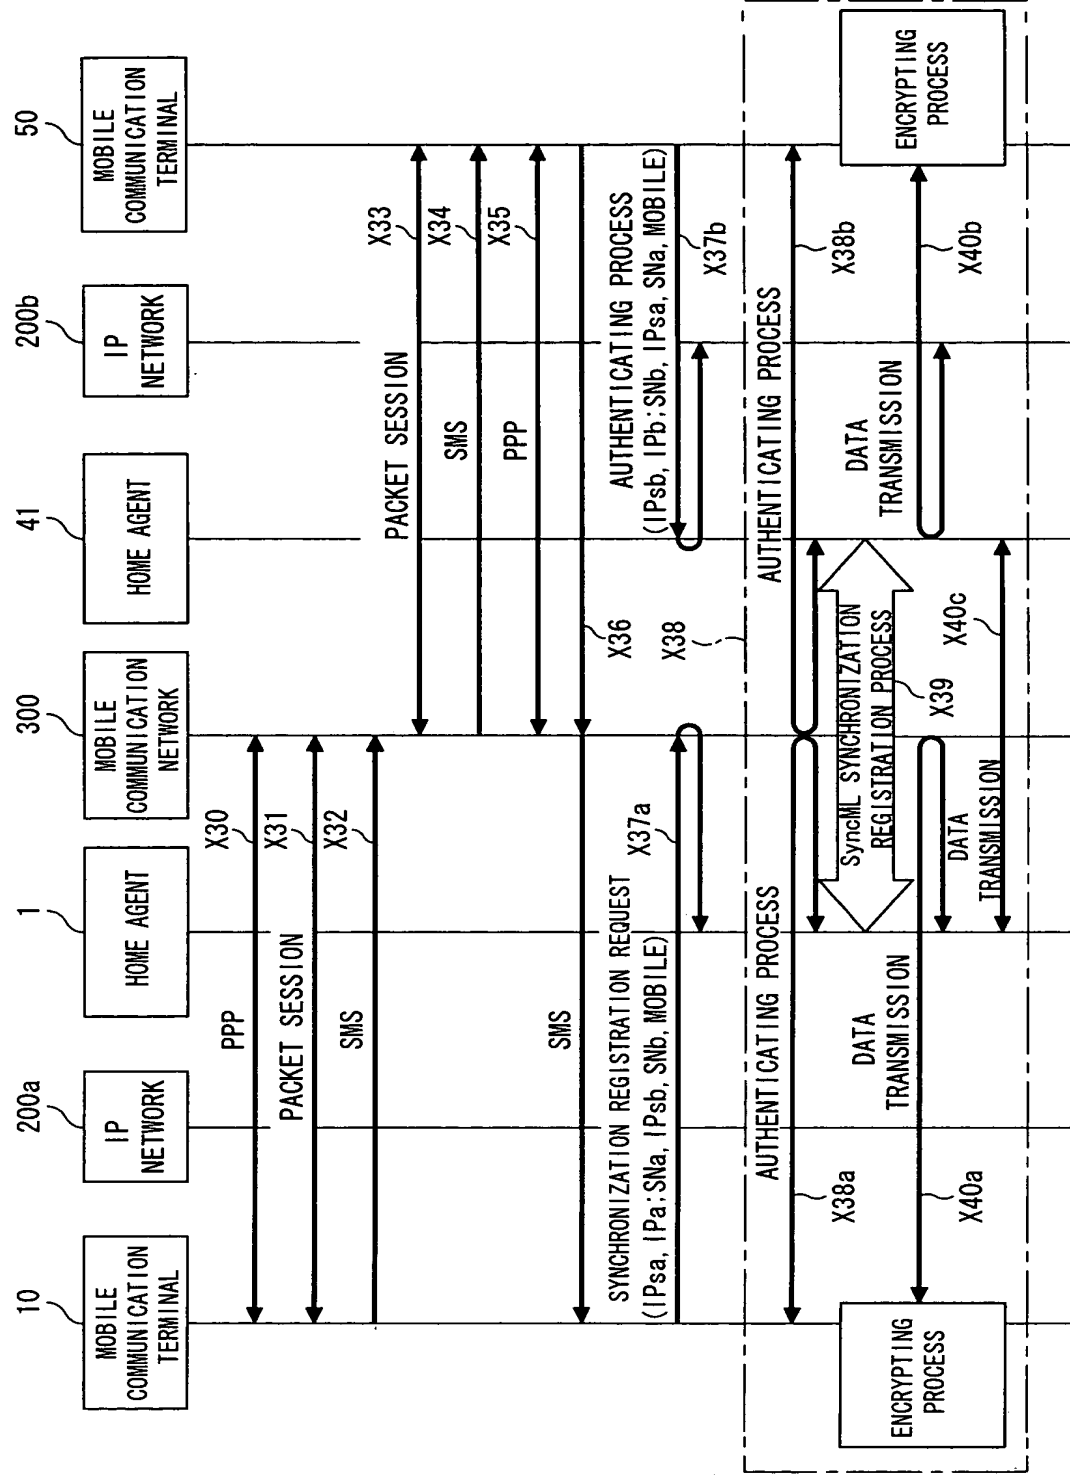 10
MOBILE
COMMUNICATION
TERMINAL
200a
IP
NETWORK
1
HOME AGENT
300
MOBILE
COMMUNICATION
NETWORK
41
HOME AGENT
200b
IP
NETWORK
50
MOBILE
COMMUNICATION
TERMINAL
PPP
X30
PACKET SESSION
X31
SMS
X32
PACKET SESSION
X33
SMS
X34
PPP
X35
SMS
X36
SYNCHRONIZATION REGISTRATION REQUEST
(IPsa, IPa;SNa, IPsb, SNb, MOBILE)
X37a
AUTHENTICATING PROCESS
(IPsb, IPb;SNb, IPsa, SNa, MOBILE)
X37b
X38
AUTHENTICATING PROCESS
X38a
AUTHENTICATING PROCESS
X38b
SyncML SYNCHRONIZATION
REGISTRATION PROCESS
X39
ENCRYPTING
PROCESS
DATA
TRANSMISSION
X40a
DATA
TRANSMISSION
X40c
DATA
TRANSMISSION
X40b
ENCRYPTING
PROCESS